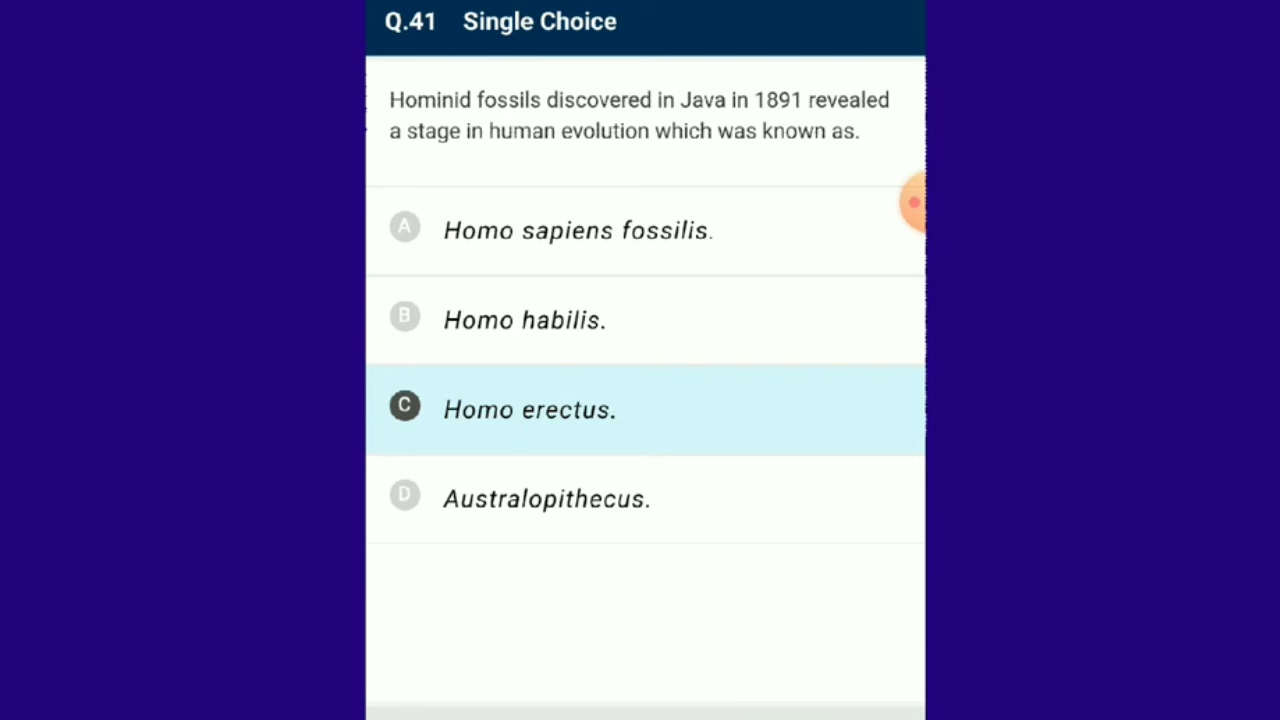 Q.41 Single Choice
Hominid fossils discovered in Java in 1891 revealed
a stage in human evolution which was known as.
A Homo sapiens fossilis.
B Homo habilis.
C Homo erectus.
D Australopithecus.